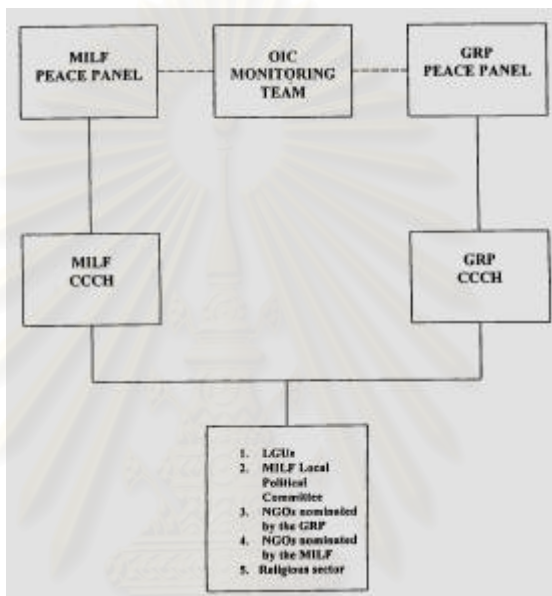 MILF
PEACE PANEL
OIC
MONITORING
TEAM
GRP
PEACE PANEL
MILF
CCCH
GRP
CCCH
1. LGUs
2. MILF Local
Political
Committee
3. NGOs nominated
by the GRP
4. NGOs nominated
by the MILF
5. Religious sector